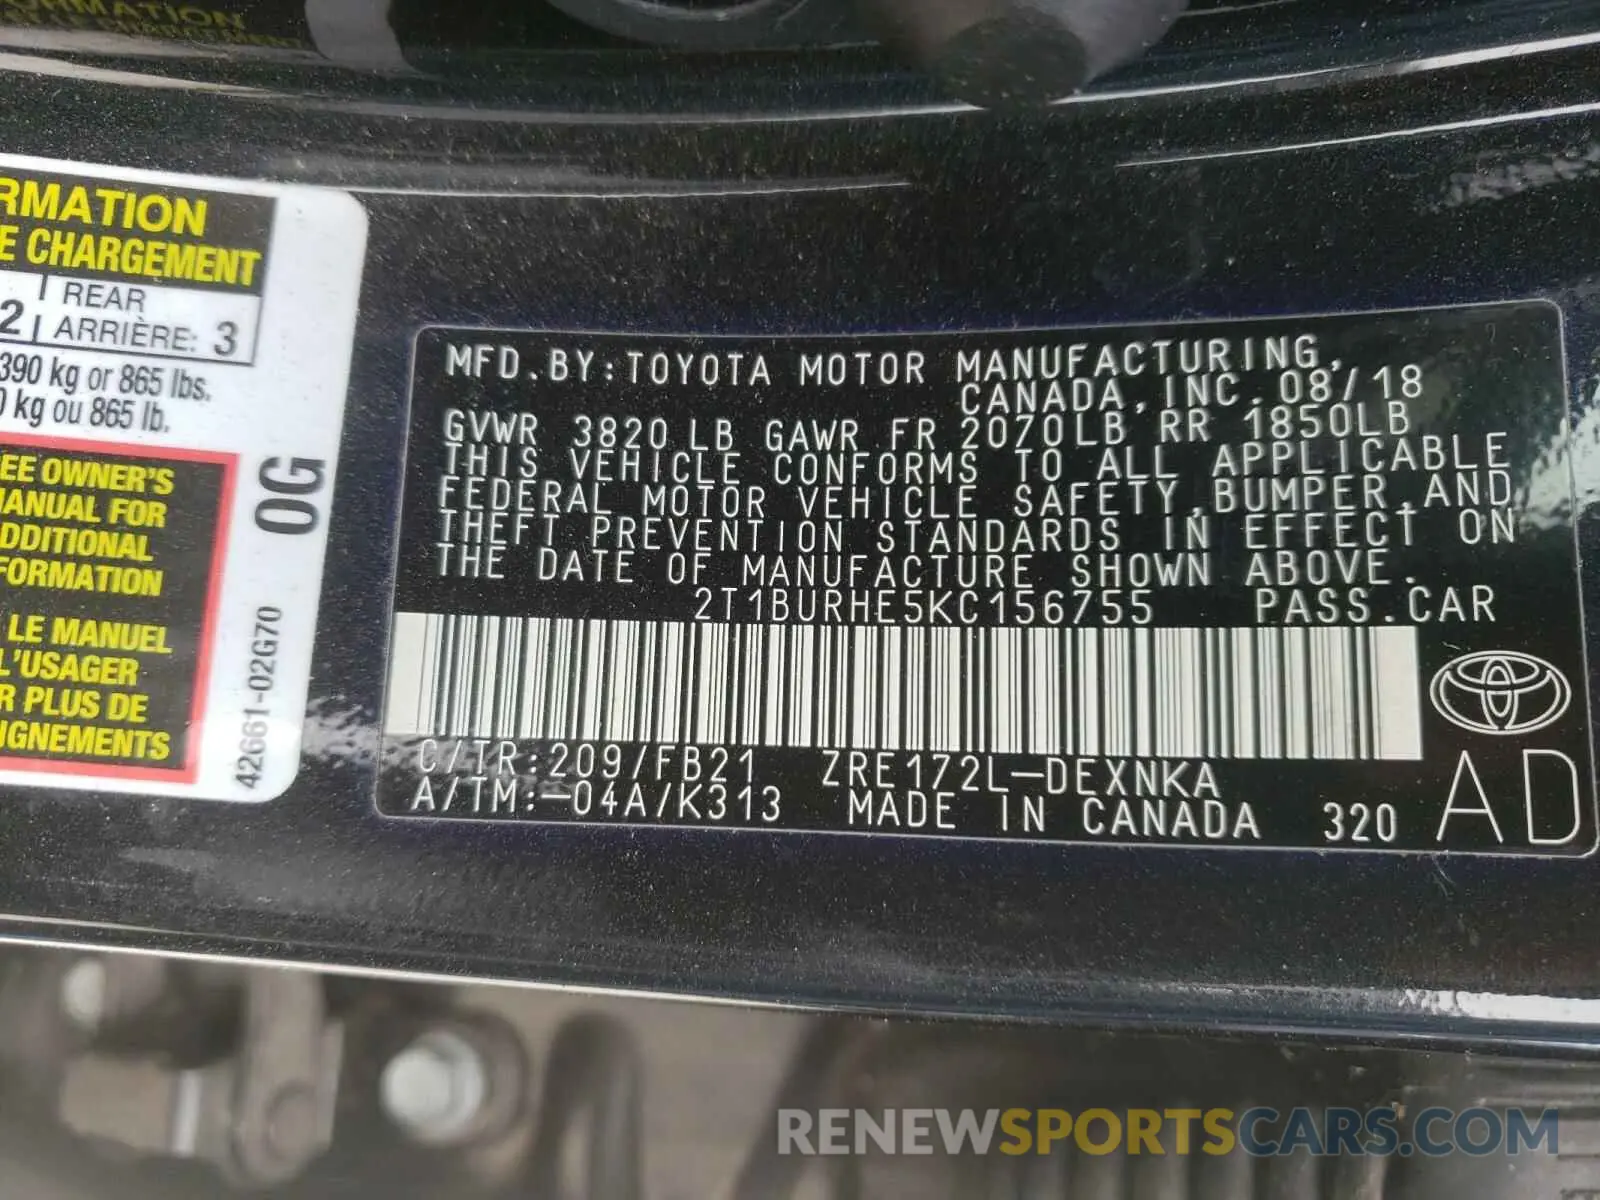 ORMATION
RMATION
E CHARGEMENT
2 REAR
ARRIÈRE: 3
390 kg or 865 lbs.
0 kg ou 865 lb.
EE OWNER'S
MANUAL FOR
DDITIONAL
FORMATION
LE MANUEL
L'USAGER
R PLUS DE
IGNEMENTS
0G
42661-02G70
MFD.BY:TOYOTA MOTOR MANUFACTURING,
CANADA,INC.08/18
GVWR 3820LB GAWR FR 2070LB RR 1850LB
THIS VEHICLE CONFORMS TO ALL APPLICABLE
FEDERAL MOTOR VEHICLE SAFETY,BUMPER,AND
THEFT PREVENTION STANDARDS IN EFFECT ON
THE DATE OF MANUFACTURE SHOWN ABOVE.
2T1BURHE5KC156755 PASS.CAR
C/TR:209/FB21 ZRE172L-DEXNKA
A/TM:-04A/K313 MADE IN CANADA 320
AD
RENEWSPORTSCARS.COM